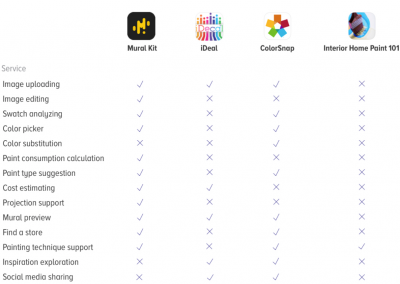 iDeal
Mural Kit iDeal ColorSnap Interior Home Paint 101
Service
Image uploading
Image editing
Swatch analyzing
Color picker
Color substitution
Paint consumption calculation
Paint type suggestion
Cost estimating
Projection support
Mural preview
Find a store
Painting technique support
Inspiration exploration
Social media sharing